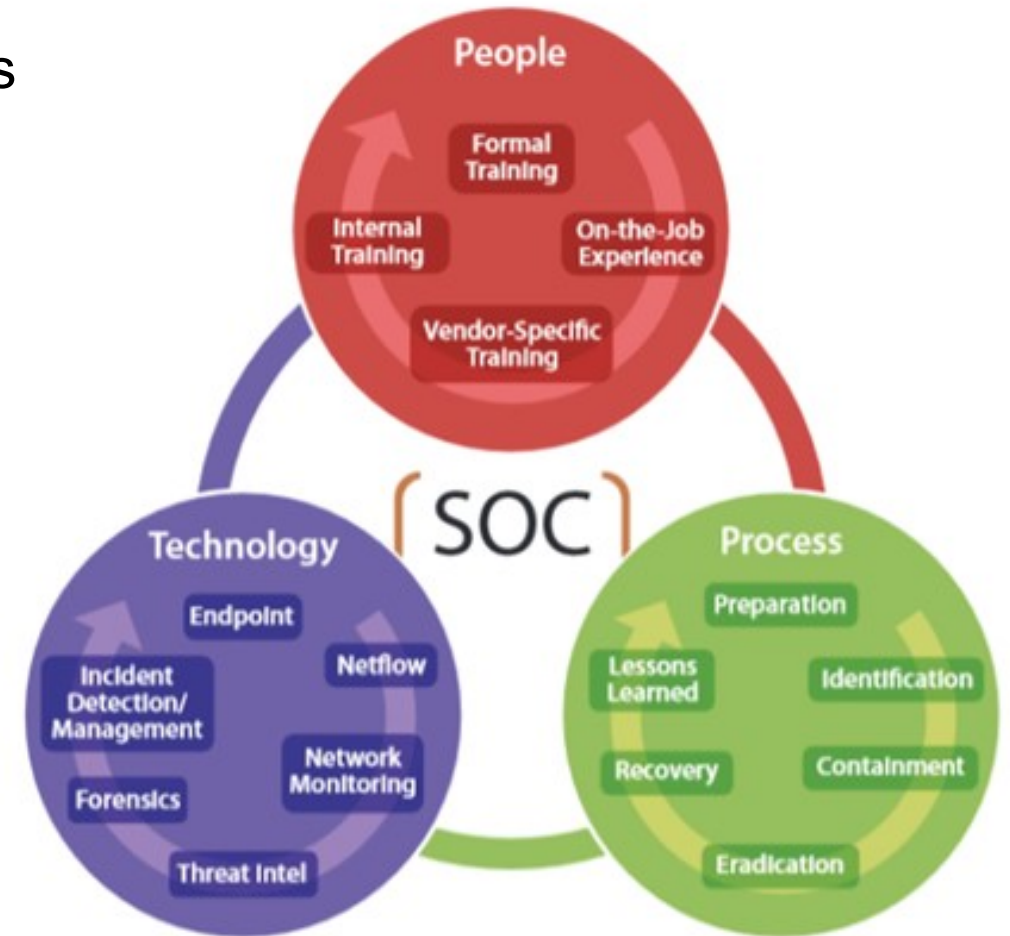 s
People
Formal
Training
Internal
Training
On-the-Job
Experience
Vendor-Specific
Training
SOC
Technology
Endpoint
Netflow
Incident
Detection/
Management
Network
Monitoring
Forensics
Threat Intel
Process
Preparation
Lessons
Learned
Identification
Recovery
Containment
Eradication